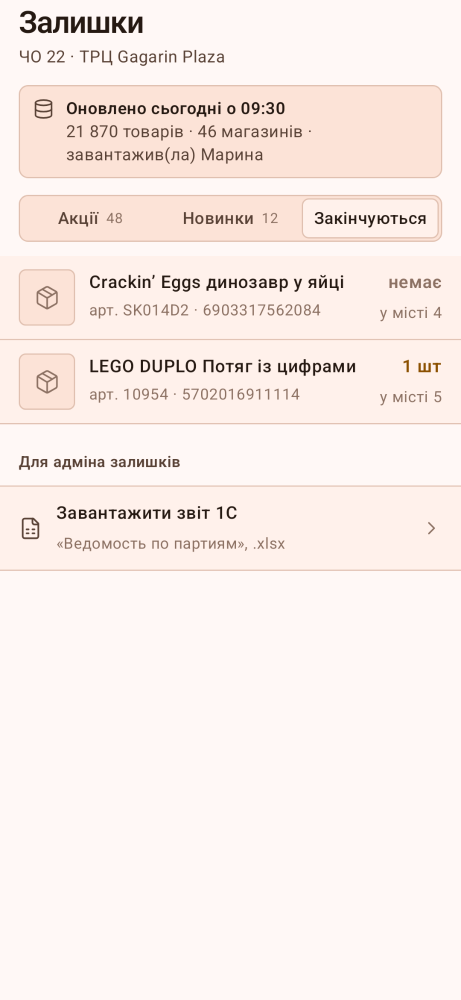 Залишки
ЧО 22 · ТРЦ Gagarin Plaza
Оновлено сьогодні о 09:30
21 870 товарів · 46 магазинів ·
завантажив(ла) Марина
Акції 48 Новинки 12 Закінчуються
Crackin’ Eggs динозавр у яйці немає
арт. SK014D2 · 6903317562084 у місті 4
LEGO DUPLO Потяг із цифрами 1 шт
арт. 10954 · 5702016911114 у місті 5
Для адміна залишків
Завантажити звіт 1С
«Ведомость по партиям», .xlsx